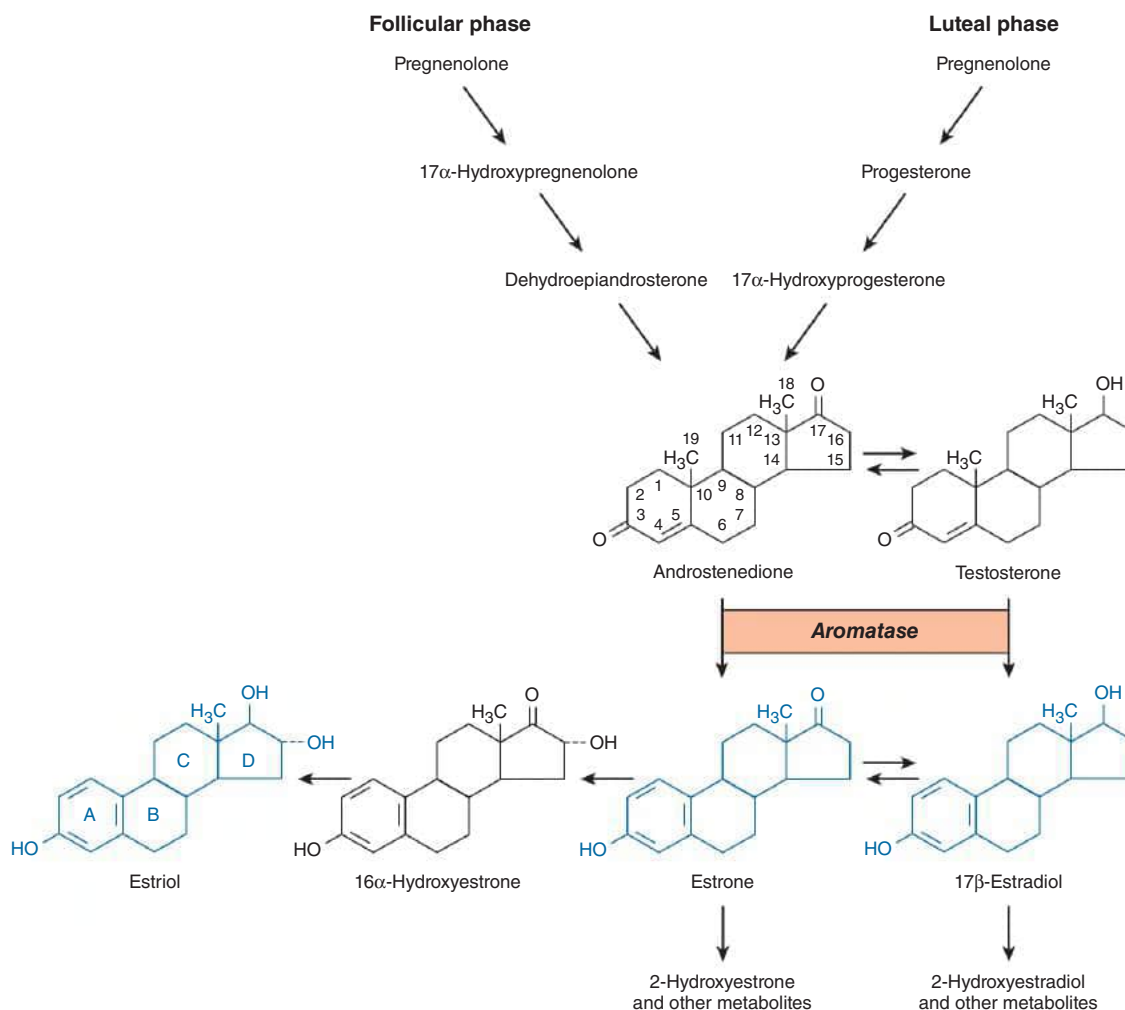 Follicular phase
Luteal phase
Pregnenolone
Pregnenolone
17α-Hydroxypregnenolone
Progesterone
Dehydroepiandrosterone
17α-Hydroxyprogesterone
18
O
H₃C
12
17
19
11
13
16
H₃C
14
15
1
9
2
10
8
3
5
7
4
6
O
Androstenedione
OH
H₃C
H₃C
O
Testosterone
Aromatase
OH
H₃C
OH
C
D
A
B
HO
Estriol
O
H₃C
OH
HO
16α-Hydroxyestrone
O
H₃C
HO
Estrone
OH
H₃C
HO
17β-Estradiol
2-Hydroxyestrone
and other metabolites
2-Hydroxyestradiol
and other metabolites